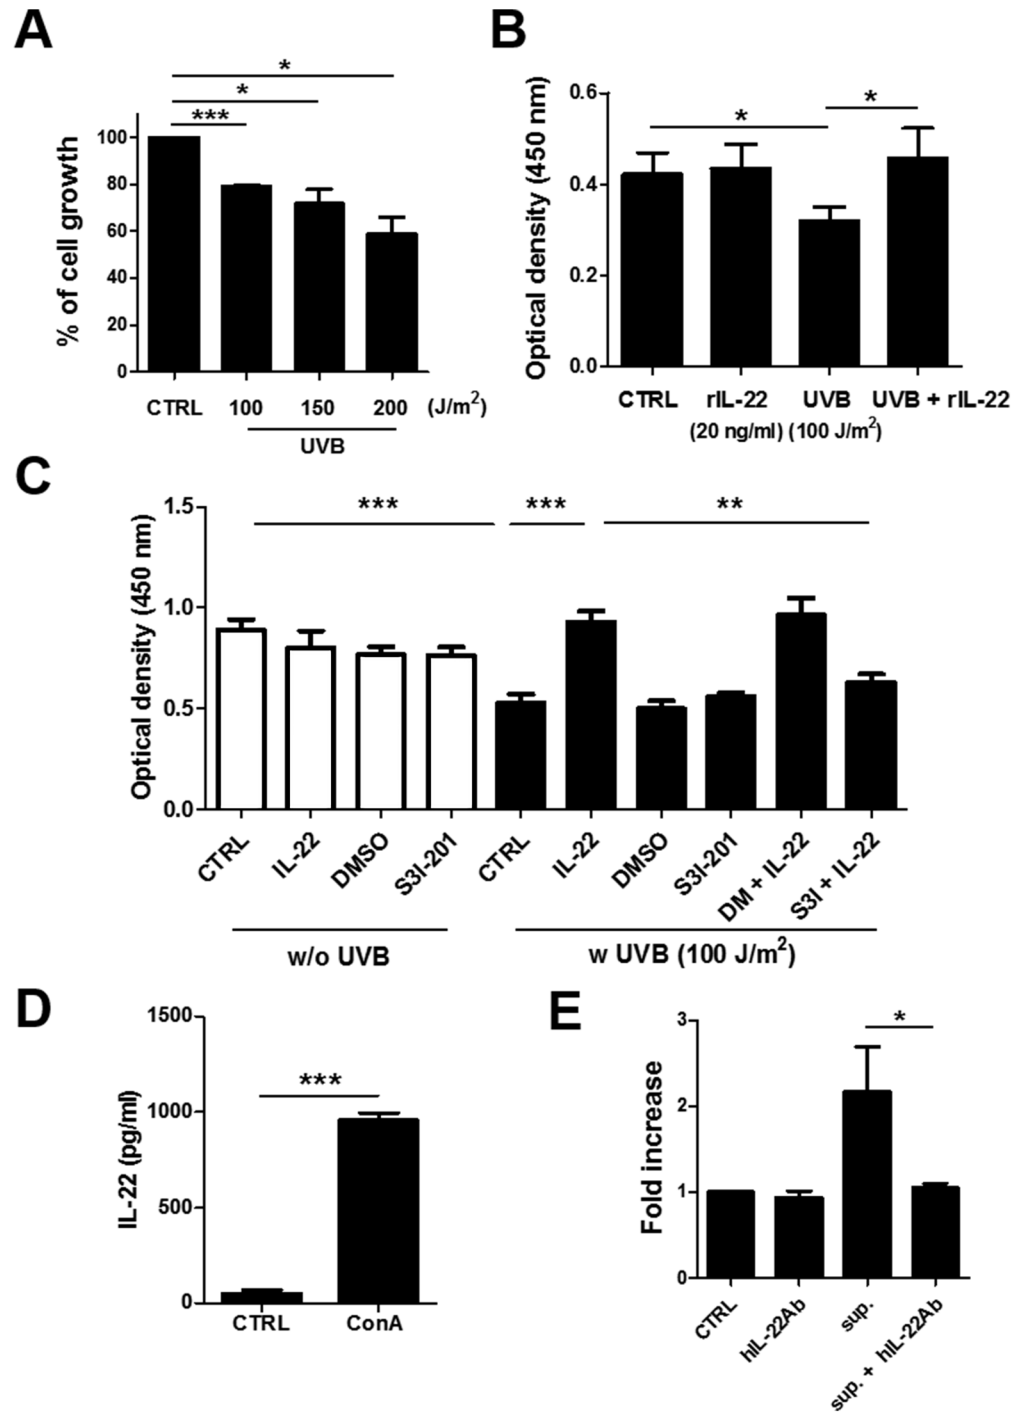 A
% of cell growth
*
*
***
100
80
60
40
20
0
CTRL 100 150 200 (J/m²)
UVB
B
Optical density (450 nm)
0.6
0.4
0.2
0.0
*
*
CTRL rIL-22 UVB UVB + rIL-22
(20 ng/ml) (100 J/m²)
C
Optical density (450 nm)
1.5
1.0
0.5
0.0
*** *** **
CTRL IL-22 DMSO S3I-201 CTRL IL-22 DMSO S3I-201 DM + IL-22 S3I + IL-22
w/o UVB w UVB (100 J/m²)
D
IL-22 (pg/ml)
1500
1000
500
0
***
CTRL ConA
E
Fold increase
3
2
1
0
*
CTRL hIL-22Ab sup. sup. + hIL-22Ab